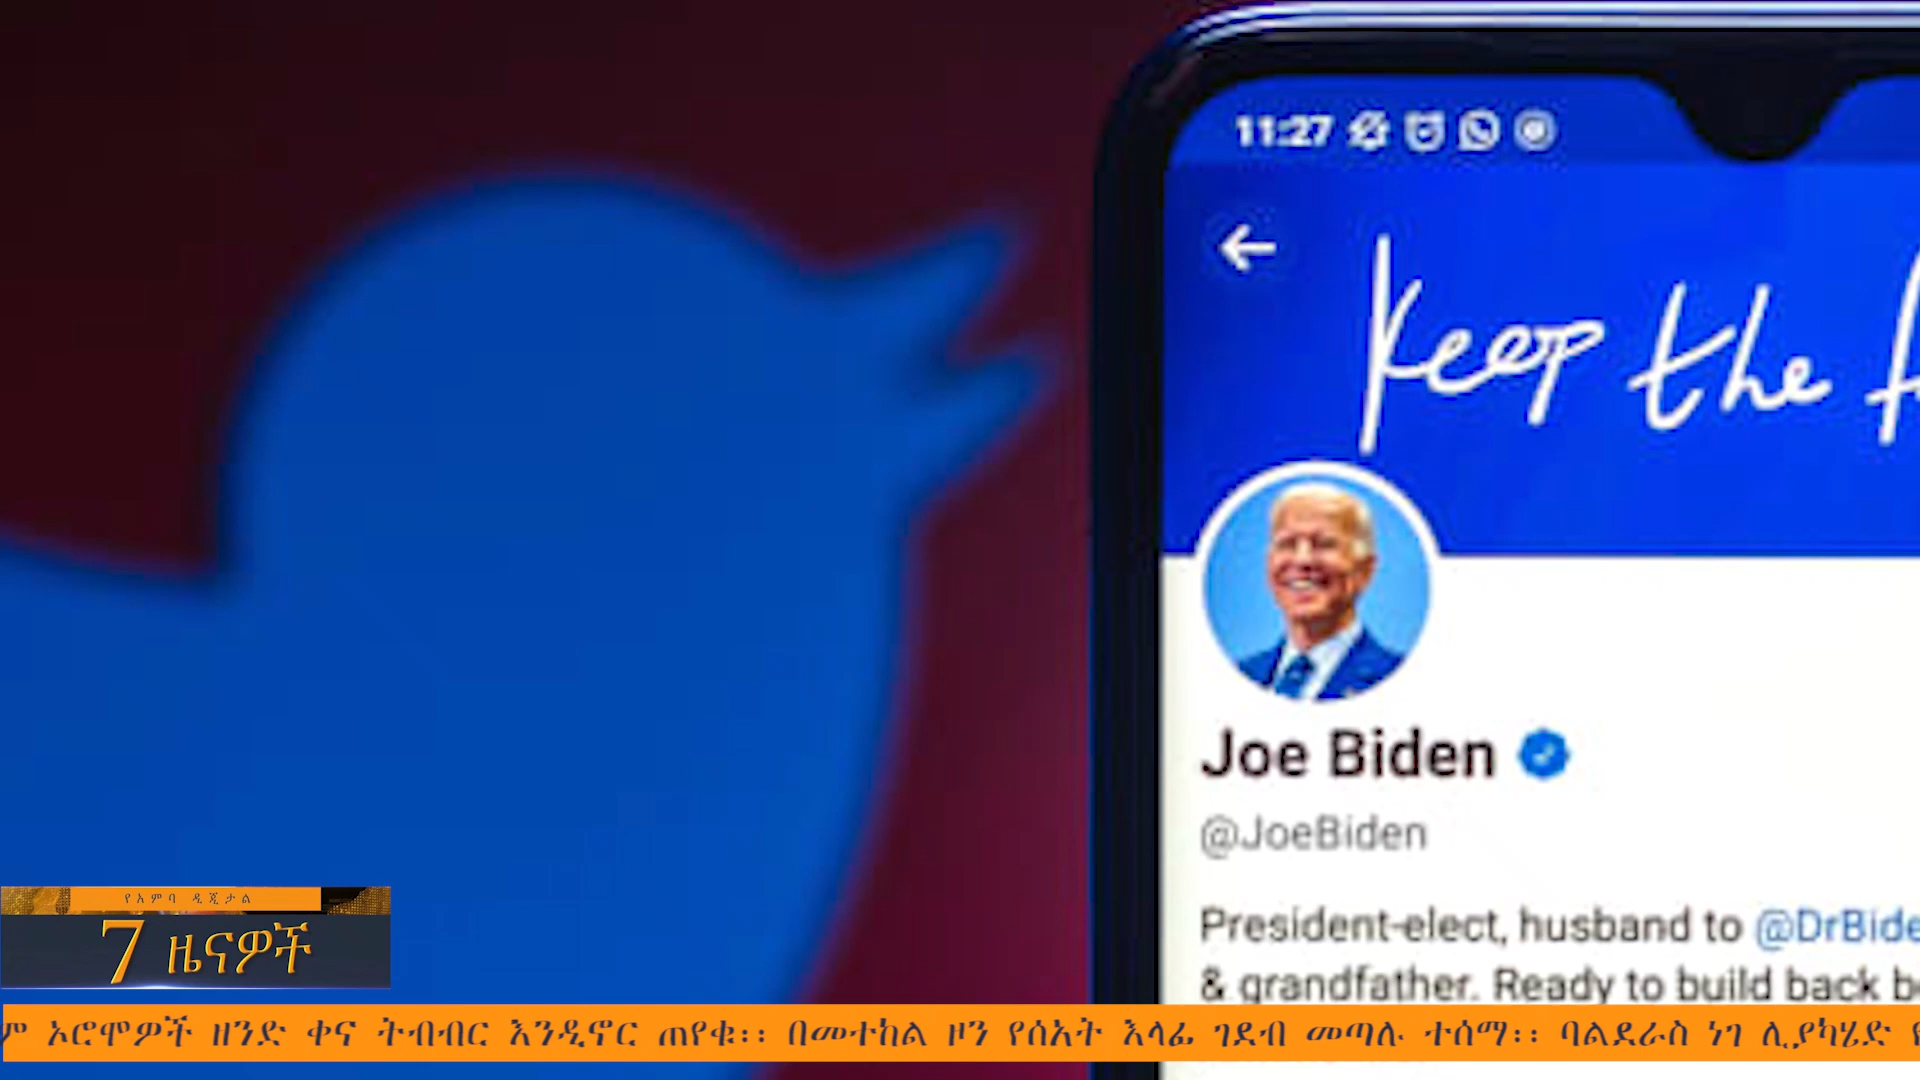 11:27
Keep the
Joe Biden
@JoeBiden
President-elect, husband to @DrBide
& grandfather. Ready to build back b
የአምባ ዲጂታል
7 ዜናዎች
ም ኦሮሞዎች ዘንድ ቀና ትብብር እንዲኖር ጠየቁ፡፡ በመተከል ዞን የሰአት እላፊ ገደብ መጣሉ ተሰማ፡፡ ባልደራስ ነገ ሊያካሄድ